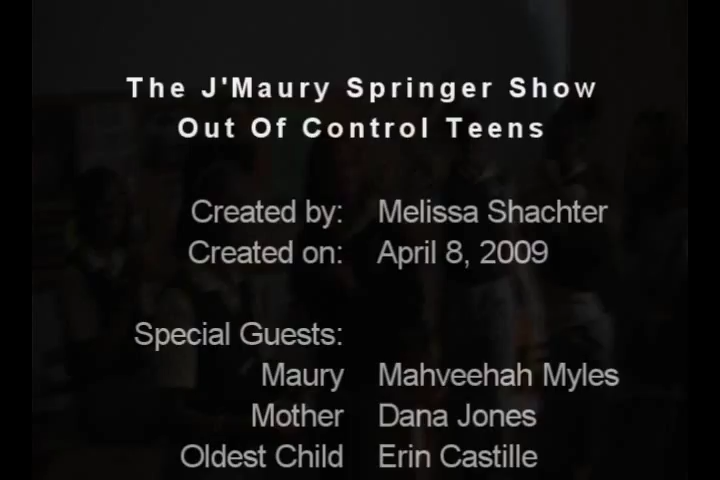 The J'Maury Springer Show
Out Of Control Teens
Created by: Melissa Shachter
Created on: April 8, 2009
Special Guests:
Maury Mahveehah Myles
Mother Dana Jones
Oldest Child Erin Castille